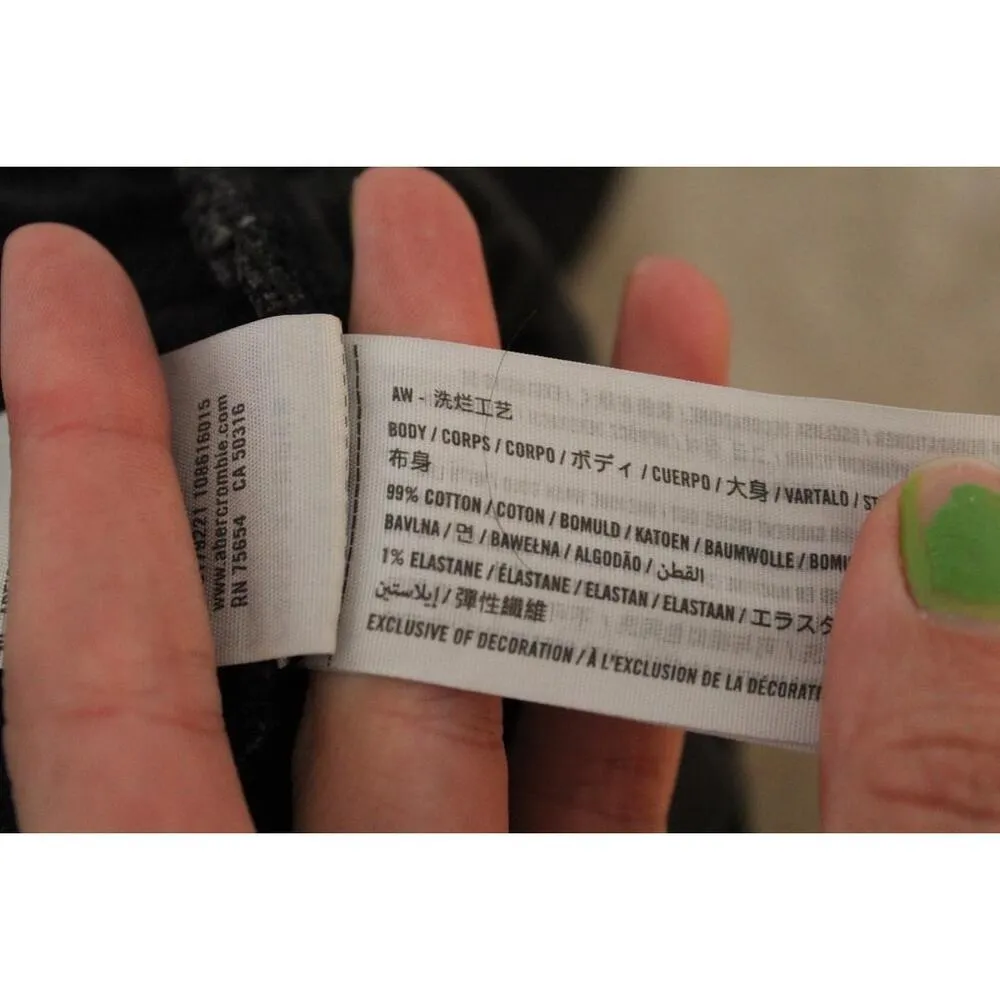 108616015
www.abercrombie.com
RN 75654 CA 50316
AW - 洗烂工艺
BODY / CORPS / CORPO / ボディ / CUERPO / 大身 / VARTALO /
布身
99% COTTON / COTON / BOMULD / KATOEN / BAUMWOLLE /
BAVLNA / 면 / BAWEŁNA / ALGODÃO / القطن
1% ELASTANE / ÉLASTANE / ELASTAN / ELASTAAN /
إيلاستين / 彈性纖維
EXCLUSIVE OF DECORATION / À L'EXCLUSION DE LA